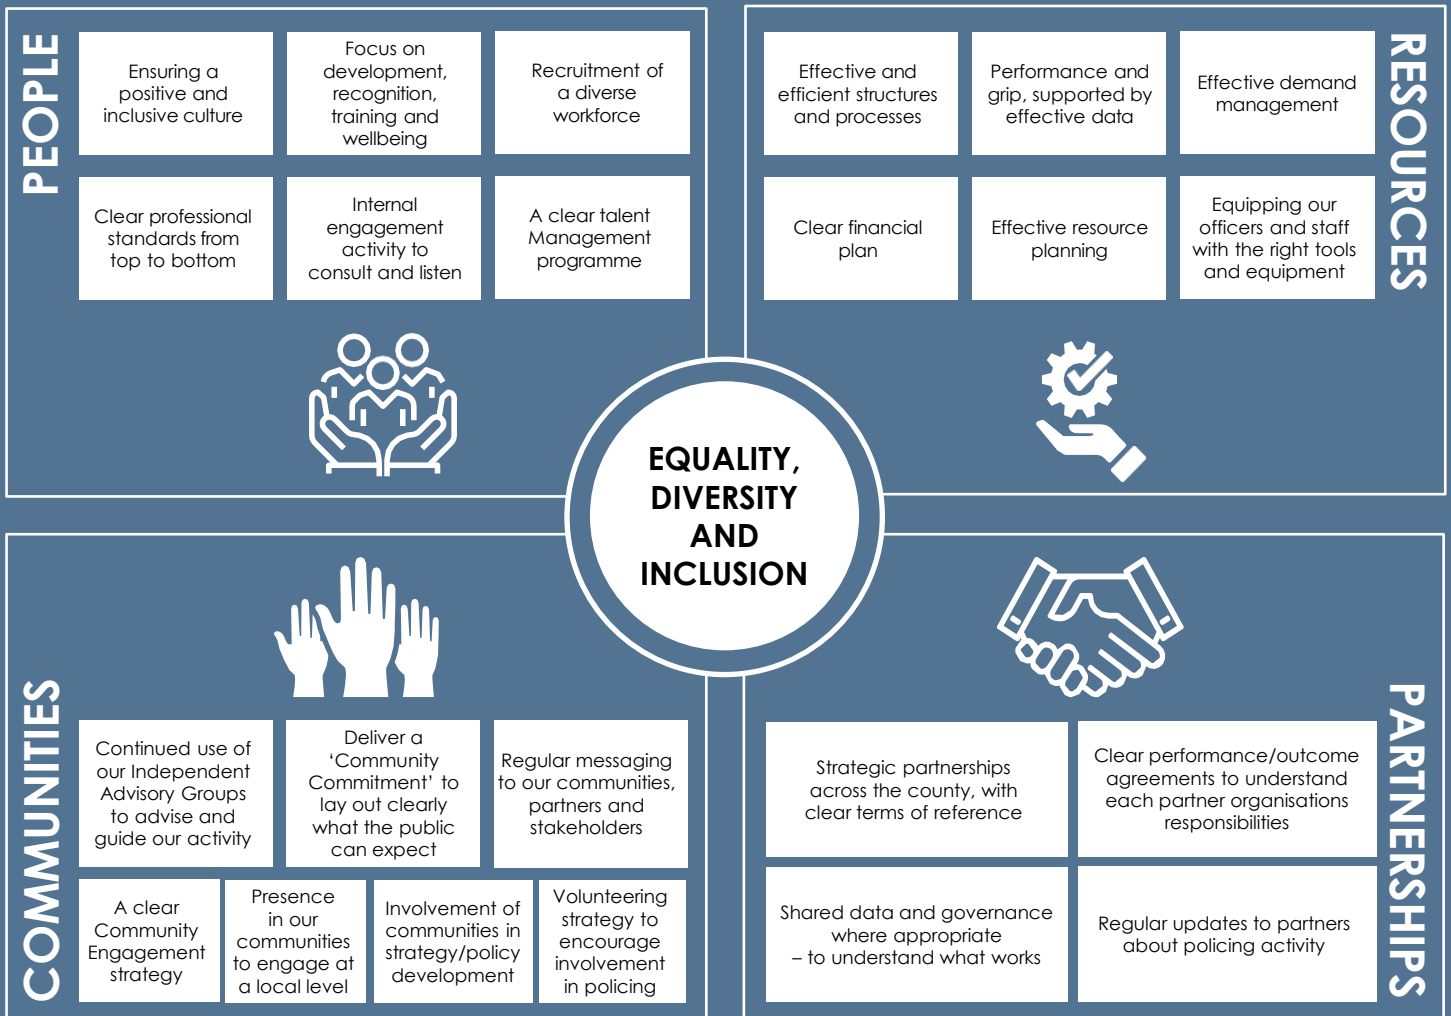 PEOPLE
Ensuring a
positive and
inclusive culture
Focus on
development,
recognition,
training and
wellbeing
Recruitment of
a diverse
workforce
Clear professional
standards from
top to bottom
Internal
engagement
activity to
consult and listen
A clear talent
Management
programme
RESOURCES
Effective and
efficient structures
and processes
Performance and
grip, supported by
effective data
Effective demand
management
Clear financial
plan
Effective resource
planning
Equipping our
officers and staff
with the right tools
and equipment
EQUALITY,
DIVERSITY
AND
INCLUSION
COMMUNITIES
Continued use of
our Independent
Advisory Groups
to advise and
guide our activity
Deliver a
‘Community
Commitment’ to
lay out clearly
what the public
can expect
Regular messaging
to our communities,
partners and
stakeholders
A clear
Community
Engagement
strategy
Presence
in our
communities
to engage at
a local level
Involvement of
communities in
strategy/policy
development
Volunteering
strategy to
encourage
involvement
in policing
PARTNERSHIPS
Strategic partnerships
across the county, with
clear terms of reference
Clear performance/outcome
agreements to understand
each partner organisations
responsibilities
Shared data and governance
where appropriate
– to understand what works
Regular updates to partners
about policing activity